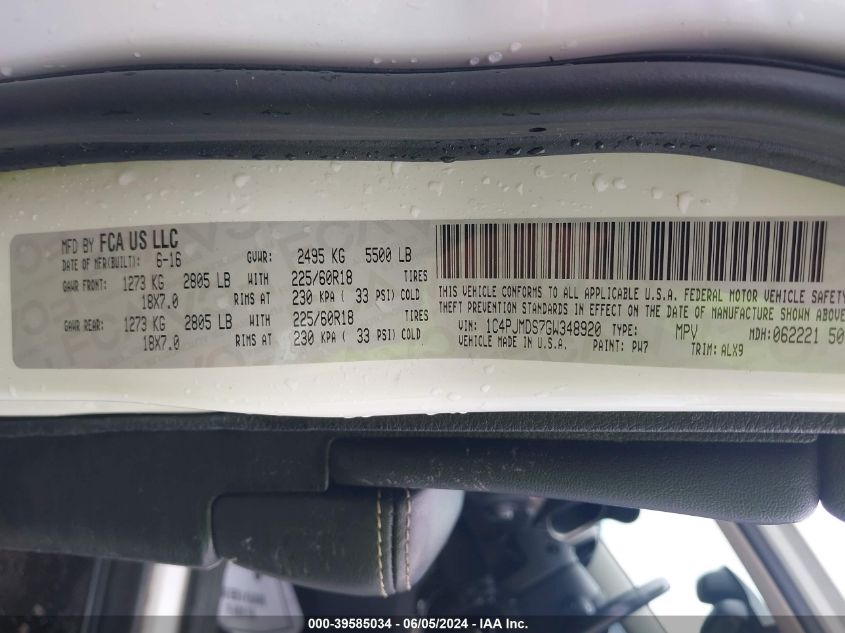 MFD BY FCA US LLC
DATE OF MFR(BUILT): 6-16 GVWR: 2495 KG 5500 LB
GAWR FRONT: 1273 KG 2805 LB WITH 225/60R18 TIRES
18X7.0 RIMS AT 230 KPA ( 33 PSI) COLD
GAWR REAR: 1273 KG 2805 LB WITH 225/60R18 TIRES
18X7.0 RIMS AT 230 KPA ( 33 PSI) COLD
THIS VEHICLE CONFORMS TO ALL APPLICABLE U.S.A. FEDERAL MOTOR VEHICLE SAFETY
THEFT PREVENTION STANDARDS IN EFFECT ON THE DATE OF MANUFACTURE SHOWN ABOVE
VIN: 1C4PJMDS7GW348920 TYPE: MPV MDH:062221 50
VEHICLE MADE IN U.S.A. PAINT: PW7 TRIM: ALX9
000-39585034 - 06/05/2024 - IAA Inc.